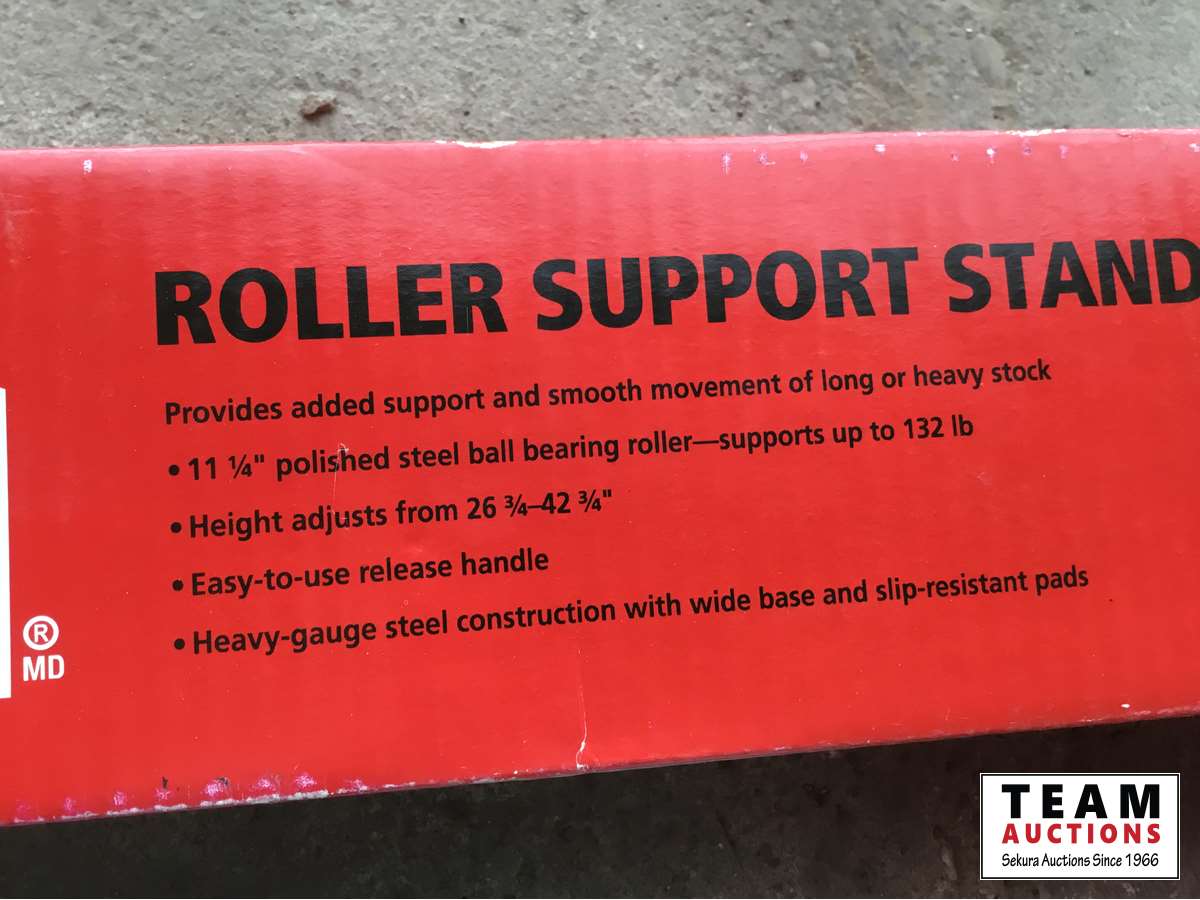 ROLLER SUPPORT STAND
Provides added support and smooth movement of long or heavy stock
• 11 ¼" polished steel ball bearing roller—supports up to 132 lb
• Height adjusts from 26 ¾–42 ¾"
• Easy-to-use release handle
• Heavy-gauge steel construction with wide base and slip-resistant pads
®
MD
TEAM
AUCTIONS
Sekura Auctions Since 1966